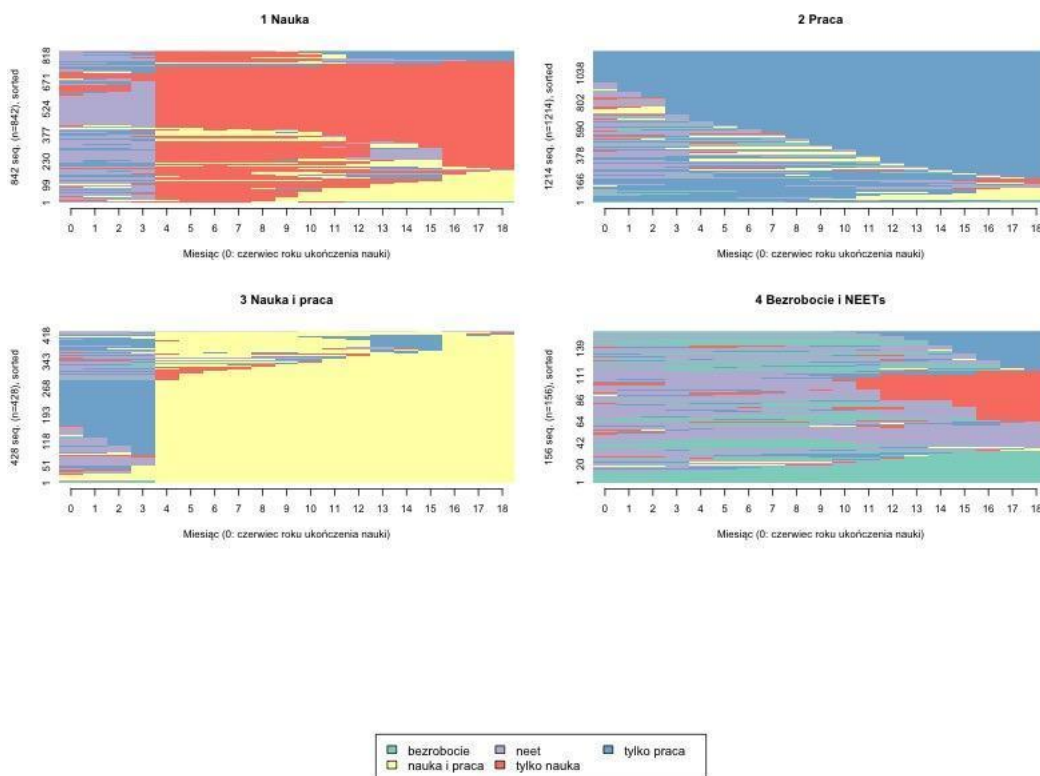 1 Nauka
842 seq. (n=842), sorted
1 99 230 377 524 671 818
0 1 2 3 4 5 6 7 8 9 10 11 12 13 14 15 16 17 18
Miesiąc (0: czerwiec roku ukończenia nauki)
2 Praca
1214 seq. (n=1214), sorted
1 166 378 590 802 1038
0 1 2 3 4 5 6 7 8 9 10 11 12 13 14 15 16 17 18
Miesiąc (0: czerwiec roku ukończenia nauki)
3 Nauka i praca
428 seq. (n=428), sorted
1 51 118 193 268 343 418
0 1 2 3 4 5 6 7 8 9 10 11 12 13 14 15 16 17 18
Miesiąc (0: czerwiec roku ukończenia nauki)
4 Bezrobocie i NEETs
156 seq. (n=156), sorted
1 20 42 64 86 111 139
0 1 2 3 4 5 6 7 8 9 10 11 12 13 14 15 16 17 18
Miesiąc (0: czerwiec roku ukończenia nauki)
bezrobocie neet tylko praca
nauka i praca tylko nauka